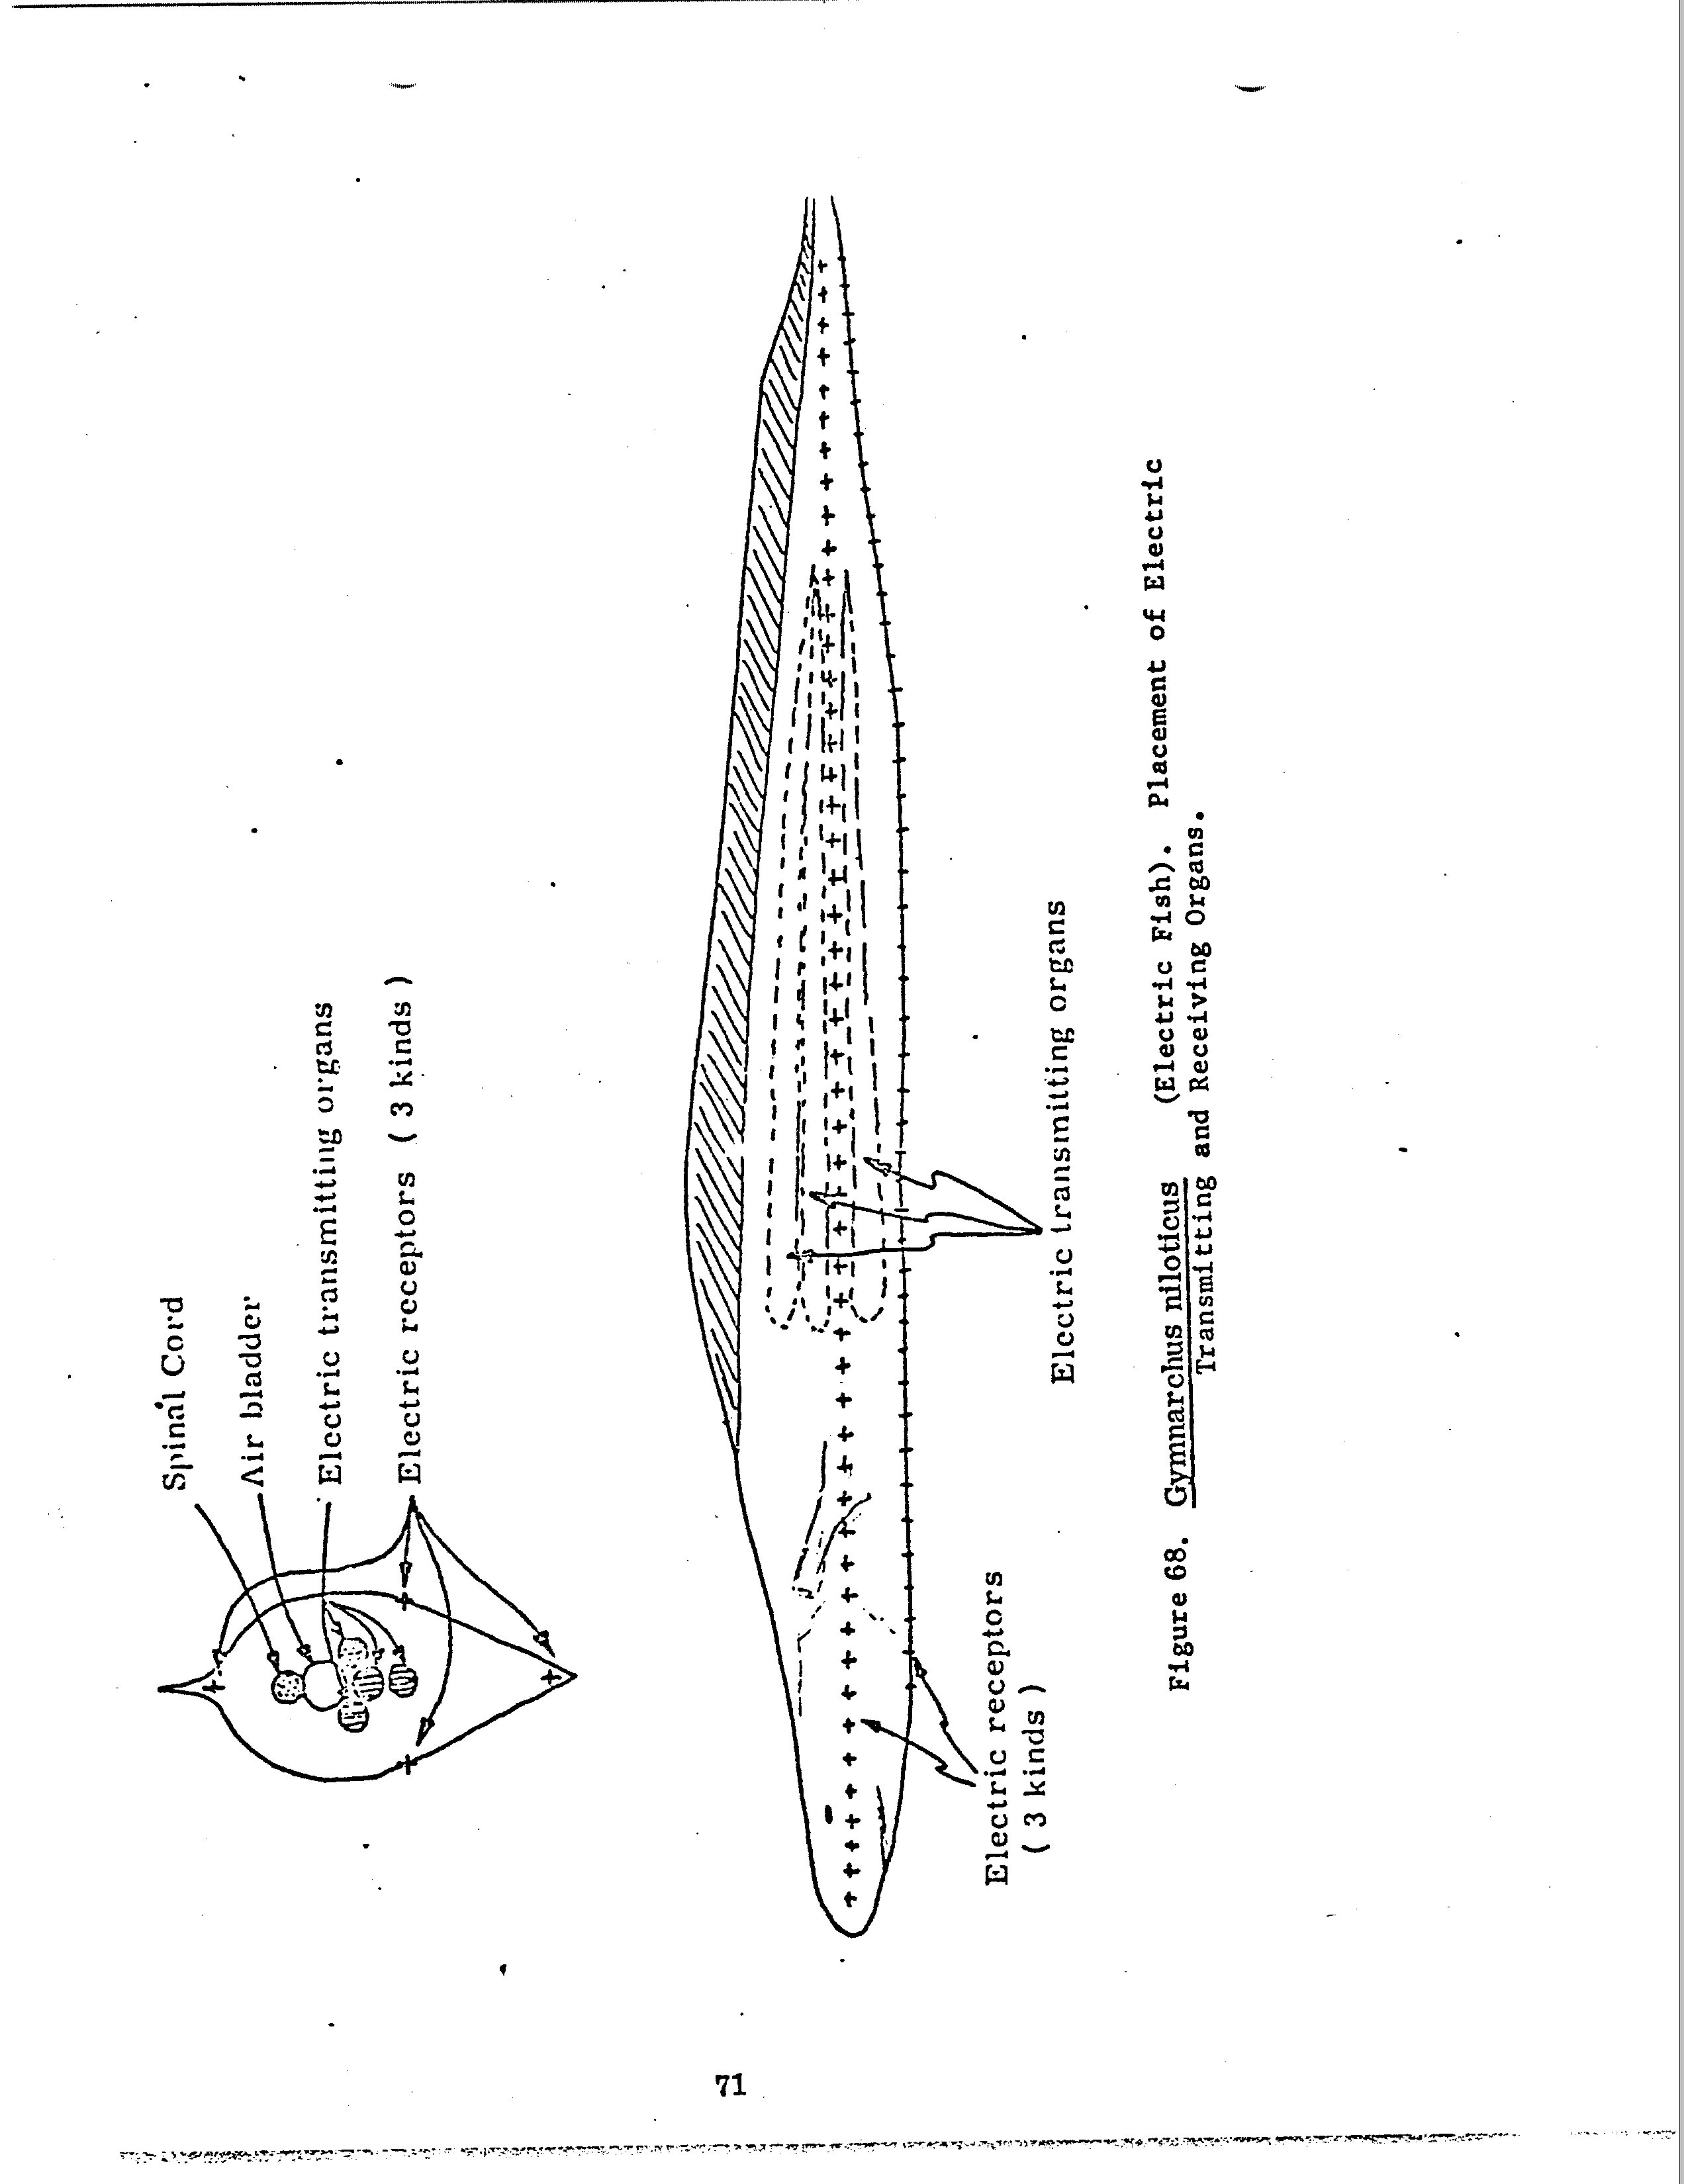 Spinal Cord
Air bladder
Electric transmitting organs
Electric receptors ( 3 kinds )
Electric transmitting organs
Electric receptors
( 3 kinds )
Figure 68. Gymnarchus niloticus (Electric Fish). Placement of Electric
Transmitting and Receiving Organs.
71